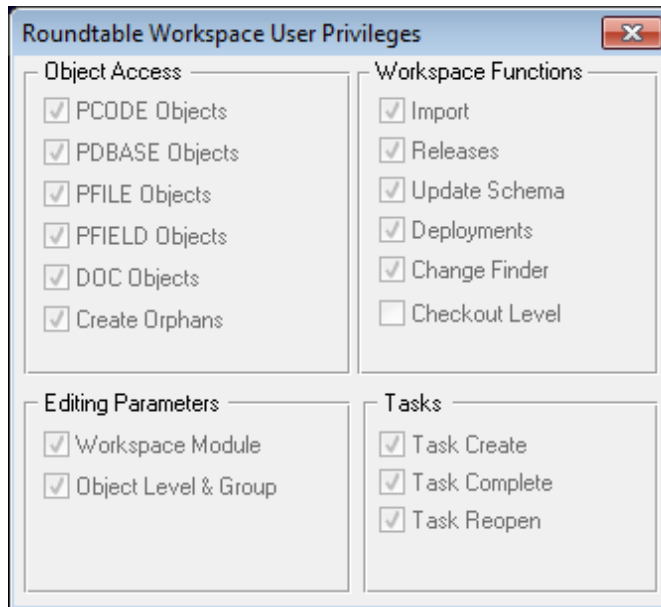 Roundtable Workspace User Privileges
Object Access
PCODE Objects
PDBASE Objects
PFILE Objects
PFIELD Objects
DOC Objects
Create Orphans
Workspace Functions
Import
Releases
Update Schema
Deployments
Change Finder
Checkout Level
Editing Parameters
Workspace Module
Object Level & Group
Tasks
Task Create
Task Complete
Task Reopen